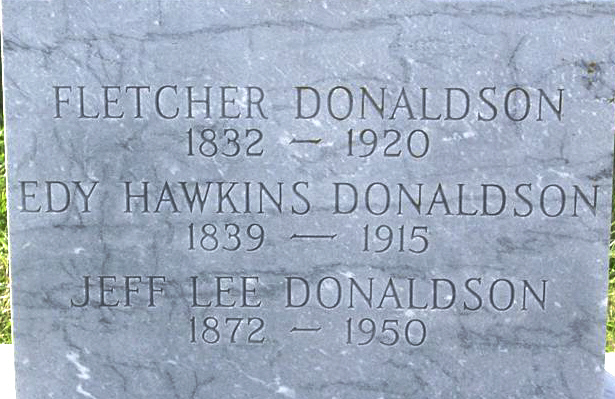 FLETCHER DONALDSON
1832 — 1920
EDY HAWKINS DONALDSON
1839 — 1915
JEFF LEE DONALDSON
1872 — 1950